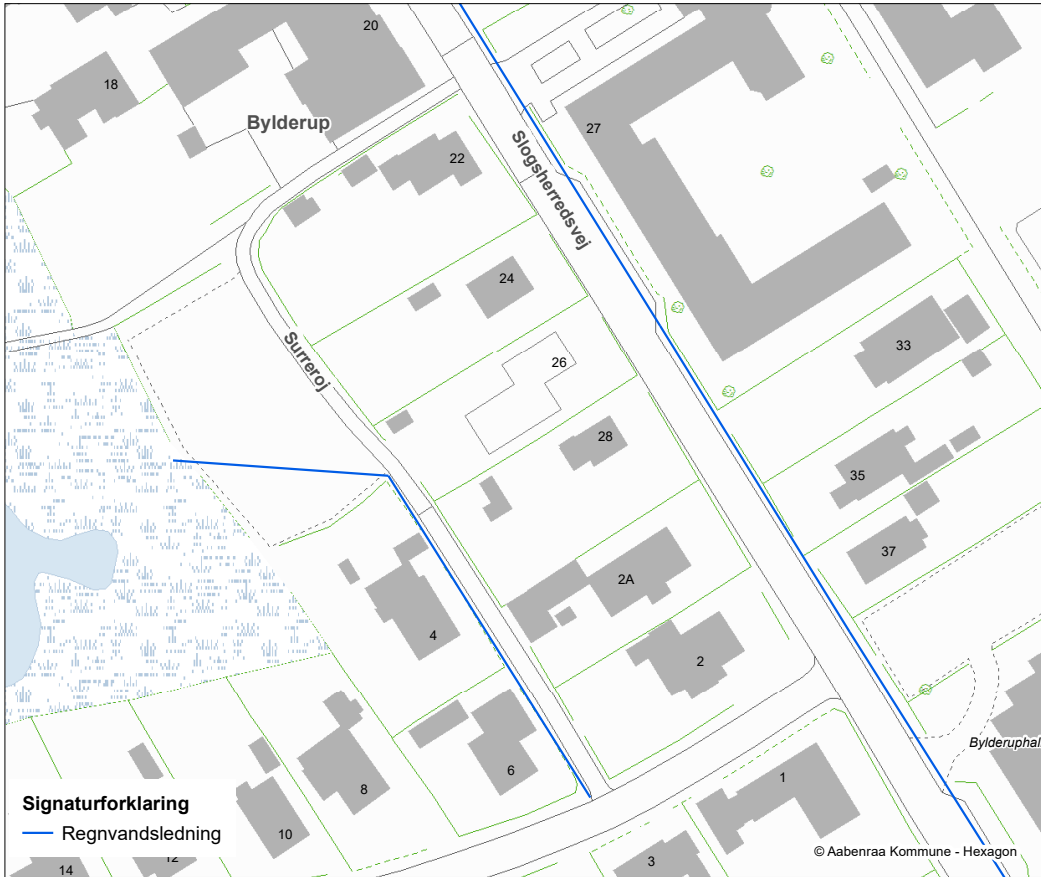 20
18
Bylderup
27
22
Slogsherredsvej
24
33
Surrerøj
26
28
35
37
2A
4
2
Bylderuphal
6
1
8
Signaturforklaring
Regnvandsledning
10
12
14
3
© Aabenraa Kommune - Hexagon